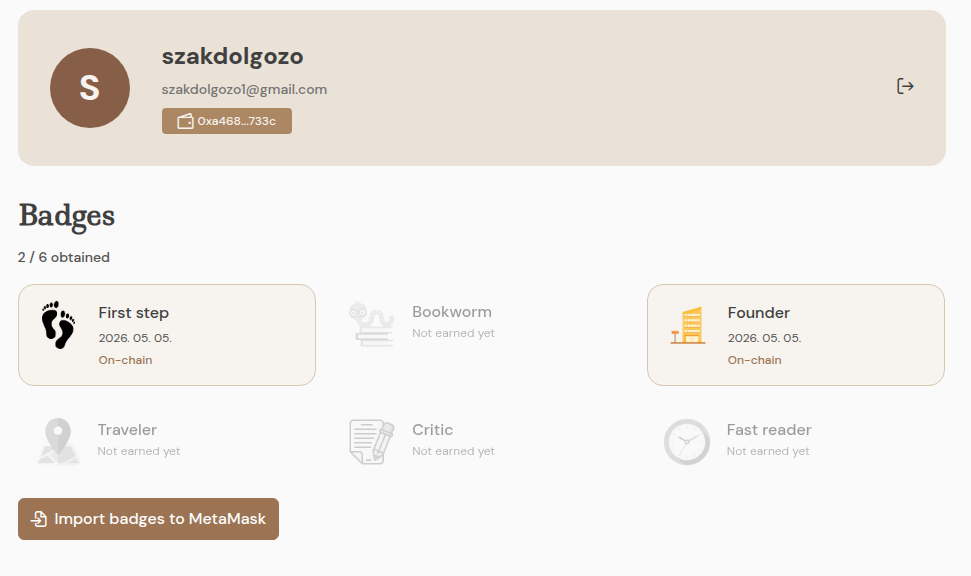 S
szakdolgozo
szakdolgozo1@gmail.com
0xa468...733c
Badges
2 / 6 obtained
First step
2026. 05. 05.
On-chain
Bookworm
Not earned yet
Founder
2026. 05. 05.
On-chain
Traveler
Not earned yet
Critic
Not earned yet
Fast reader
Not earned yet
Import badges to MetaMask